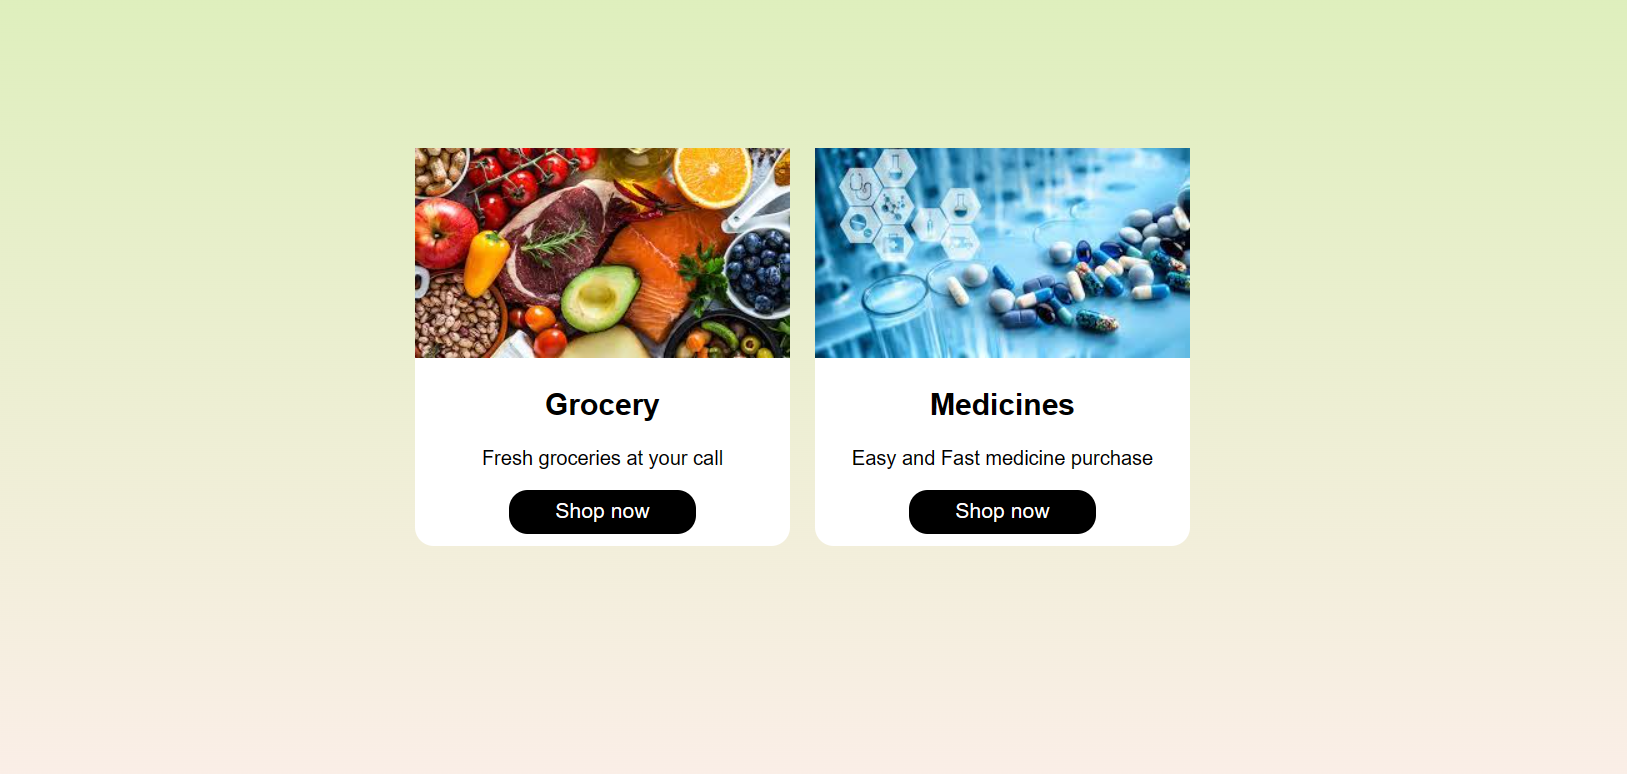 Grocery
Fresh groceries at your call
Shop now
Medicines
Easy and Fast medicine purchase
Shop now